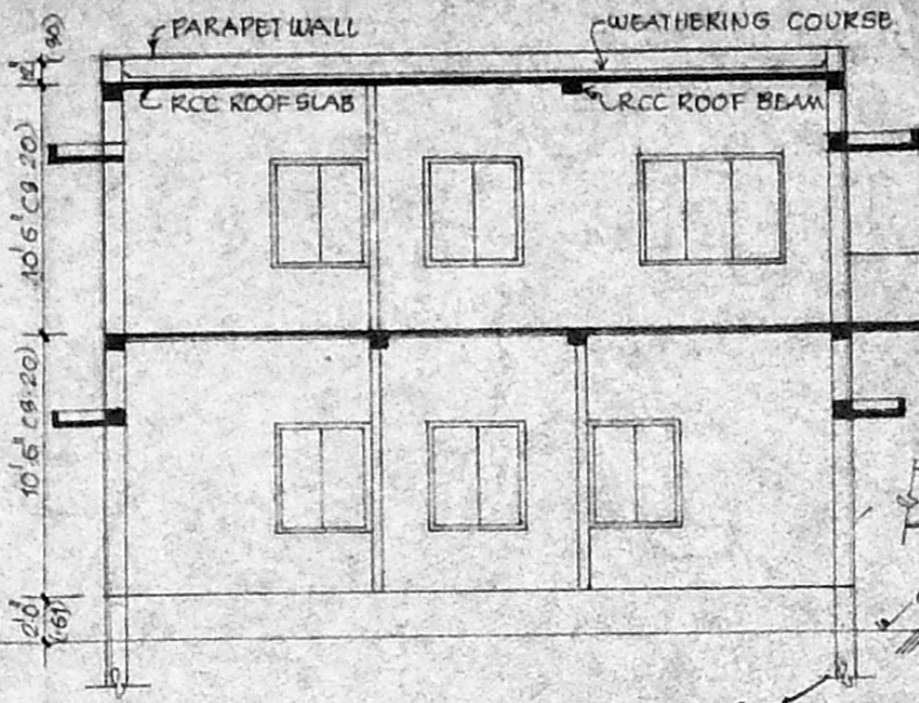 PARAPET WALL
WEATHERING COURSE
RCC ROOF SLAB
RCC ROOF BEAM
(30)
10'6" (3.20)
10'6" (3.20)
2'0"
(.61)